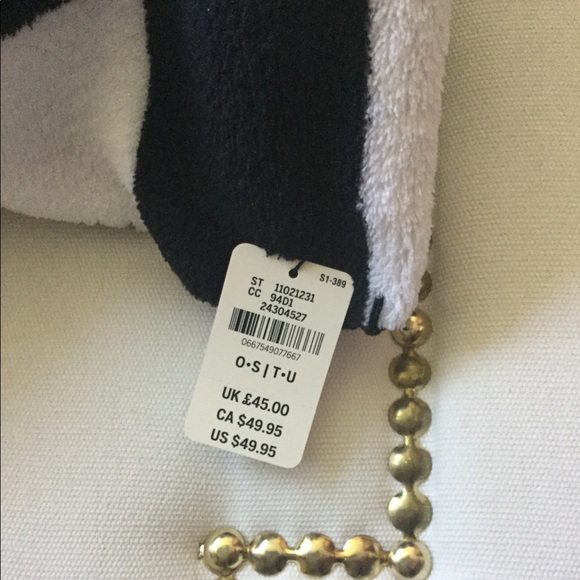 S1-389
ST 11021231
CC 94D1
24304527
0667549077667
O•S|T•U
UK £45.00
CA $49.95
US $49.95